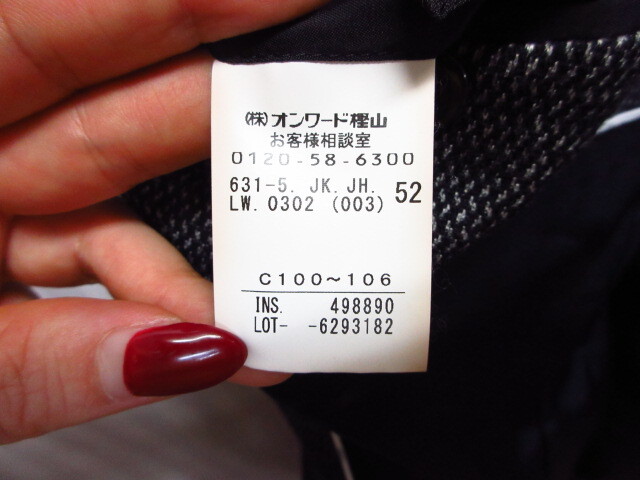 (株)オンワード樫山
お客様相談室
0120-58-6300
631-5. JK.JH. 52
LW.0302 (003)
C100～106
INS. 498890
LOT- -6293182